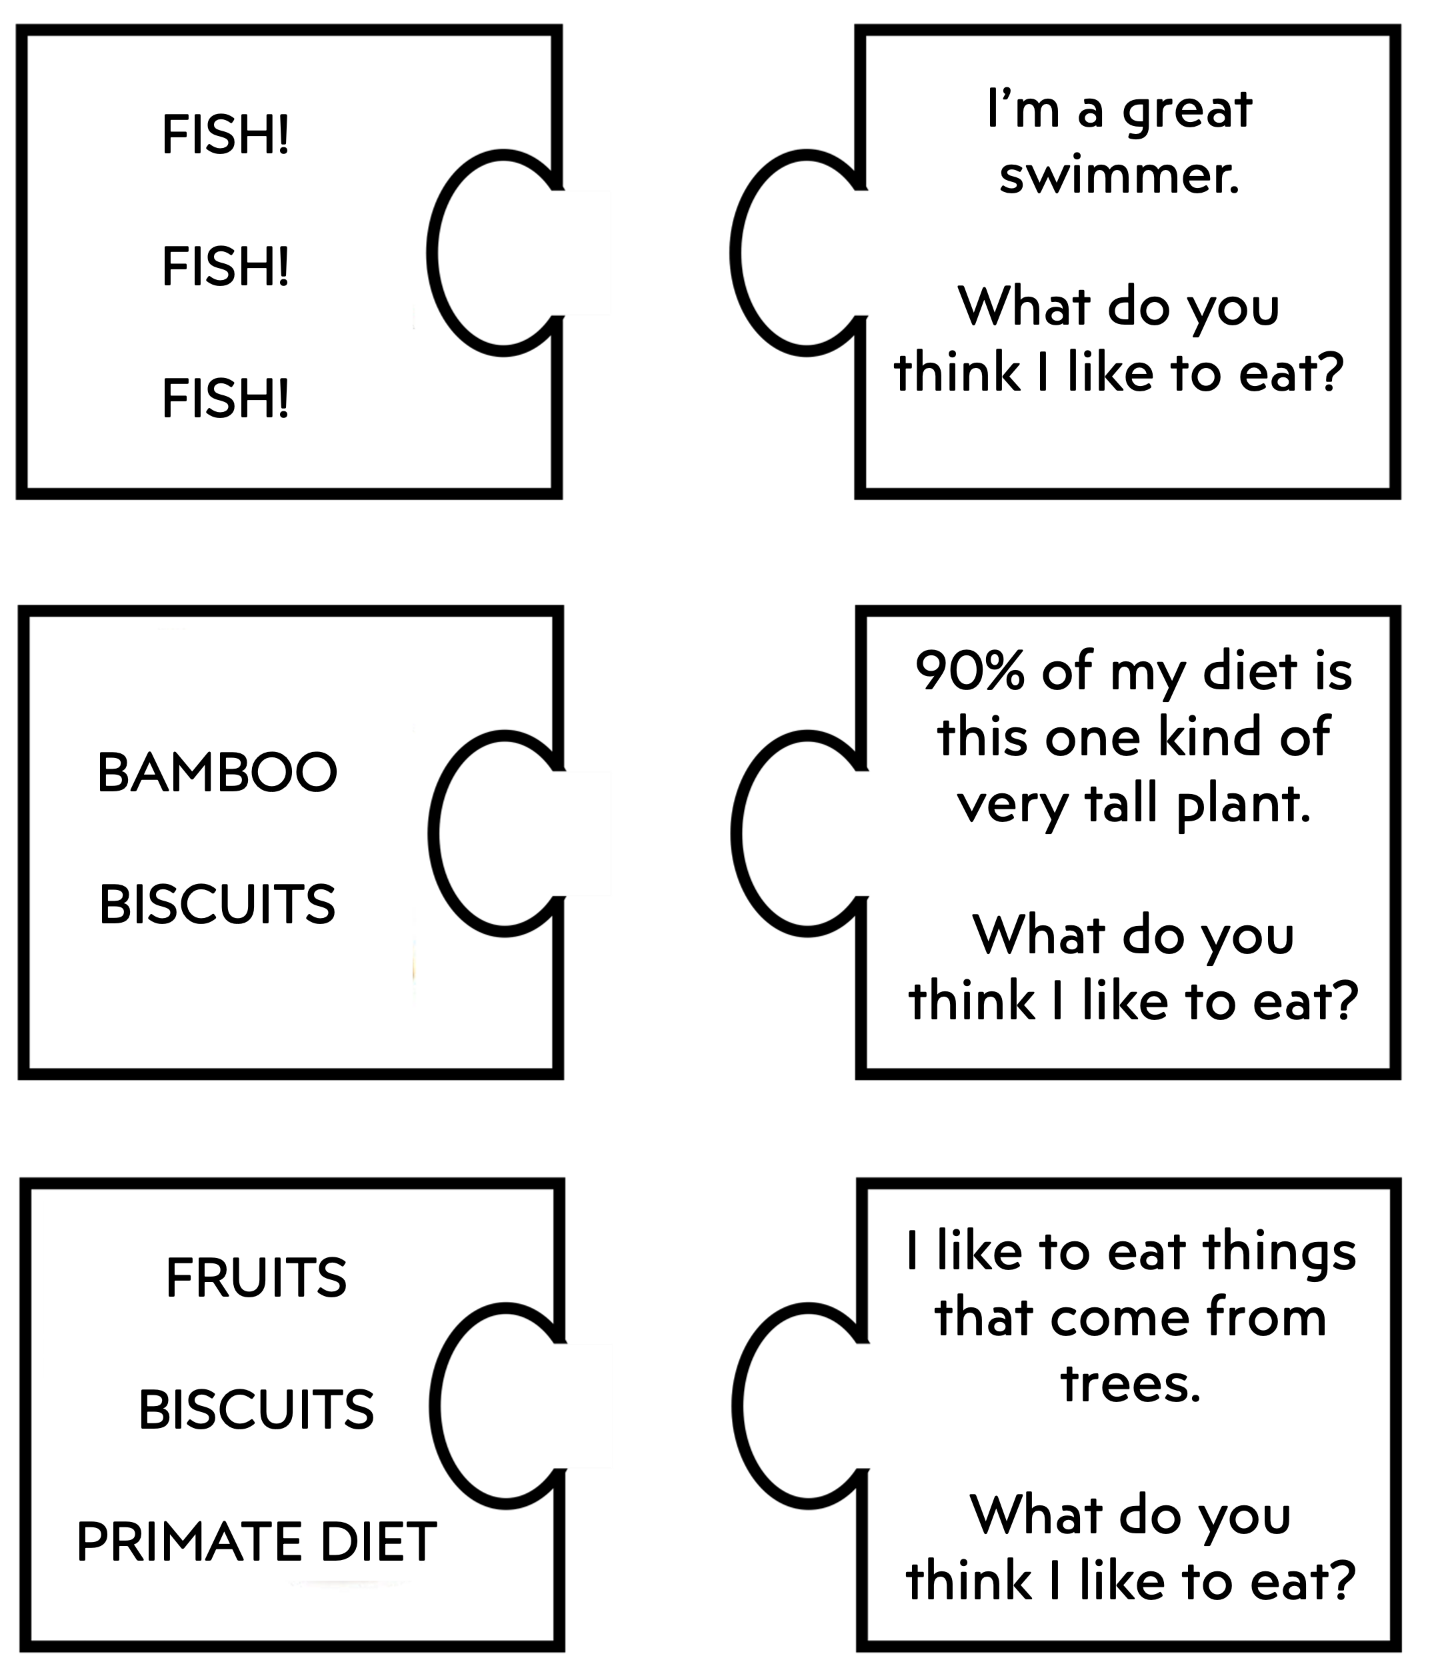 FISH!
FISH!
FISH!
I'm a great
swimmer.
What do you
think I like to eat?
BAMBOO
BISCUITS
90% of my diet is
this one kind of
very tall plant.
What do you
think I like to eat?
FRUITS
BISCUITS
PRIMATE DIET
I like to eat things
that come from
trees.
What do you
think I like to eat?